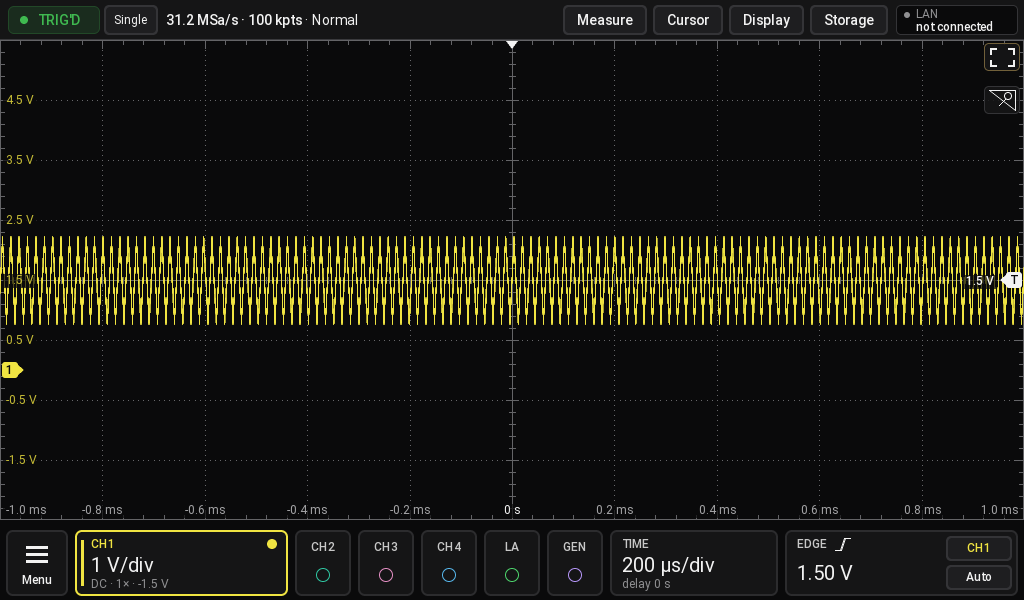 TRIG'D Single 31.2 MSa/s · 100 kpts · Normal Measure Cursor Display Storage LAN
not connected
4.5 V
3.5 V
2.5 V
1.5 V 1.5 V T
0.5 V
1
-0.5 V
-1.5 V
-1.0 ms -0.8 ms -0.6 ms -0.4 ms -0.2 ms 0 s 0.2 ms 0.4 ms 0.6 ms 0.8 ms 1.0 ms
Menu
CH1
1 V/div
DC · 1× · -1.5 V
CH2 CH3 CH4 LA GEN
TIME
200 µs/div
delay 0 s
EDGE
1.50 V
CH1
Auto